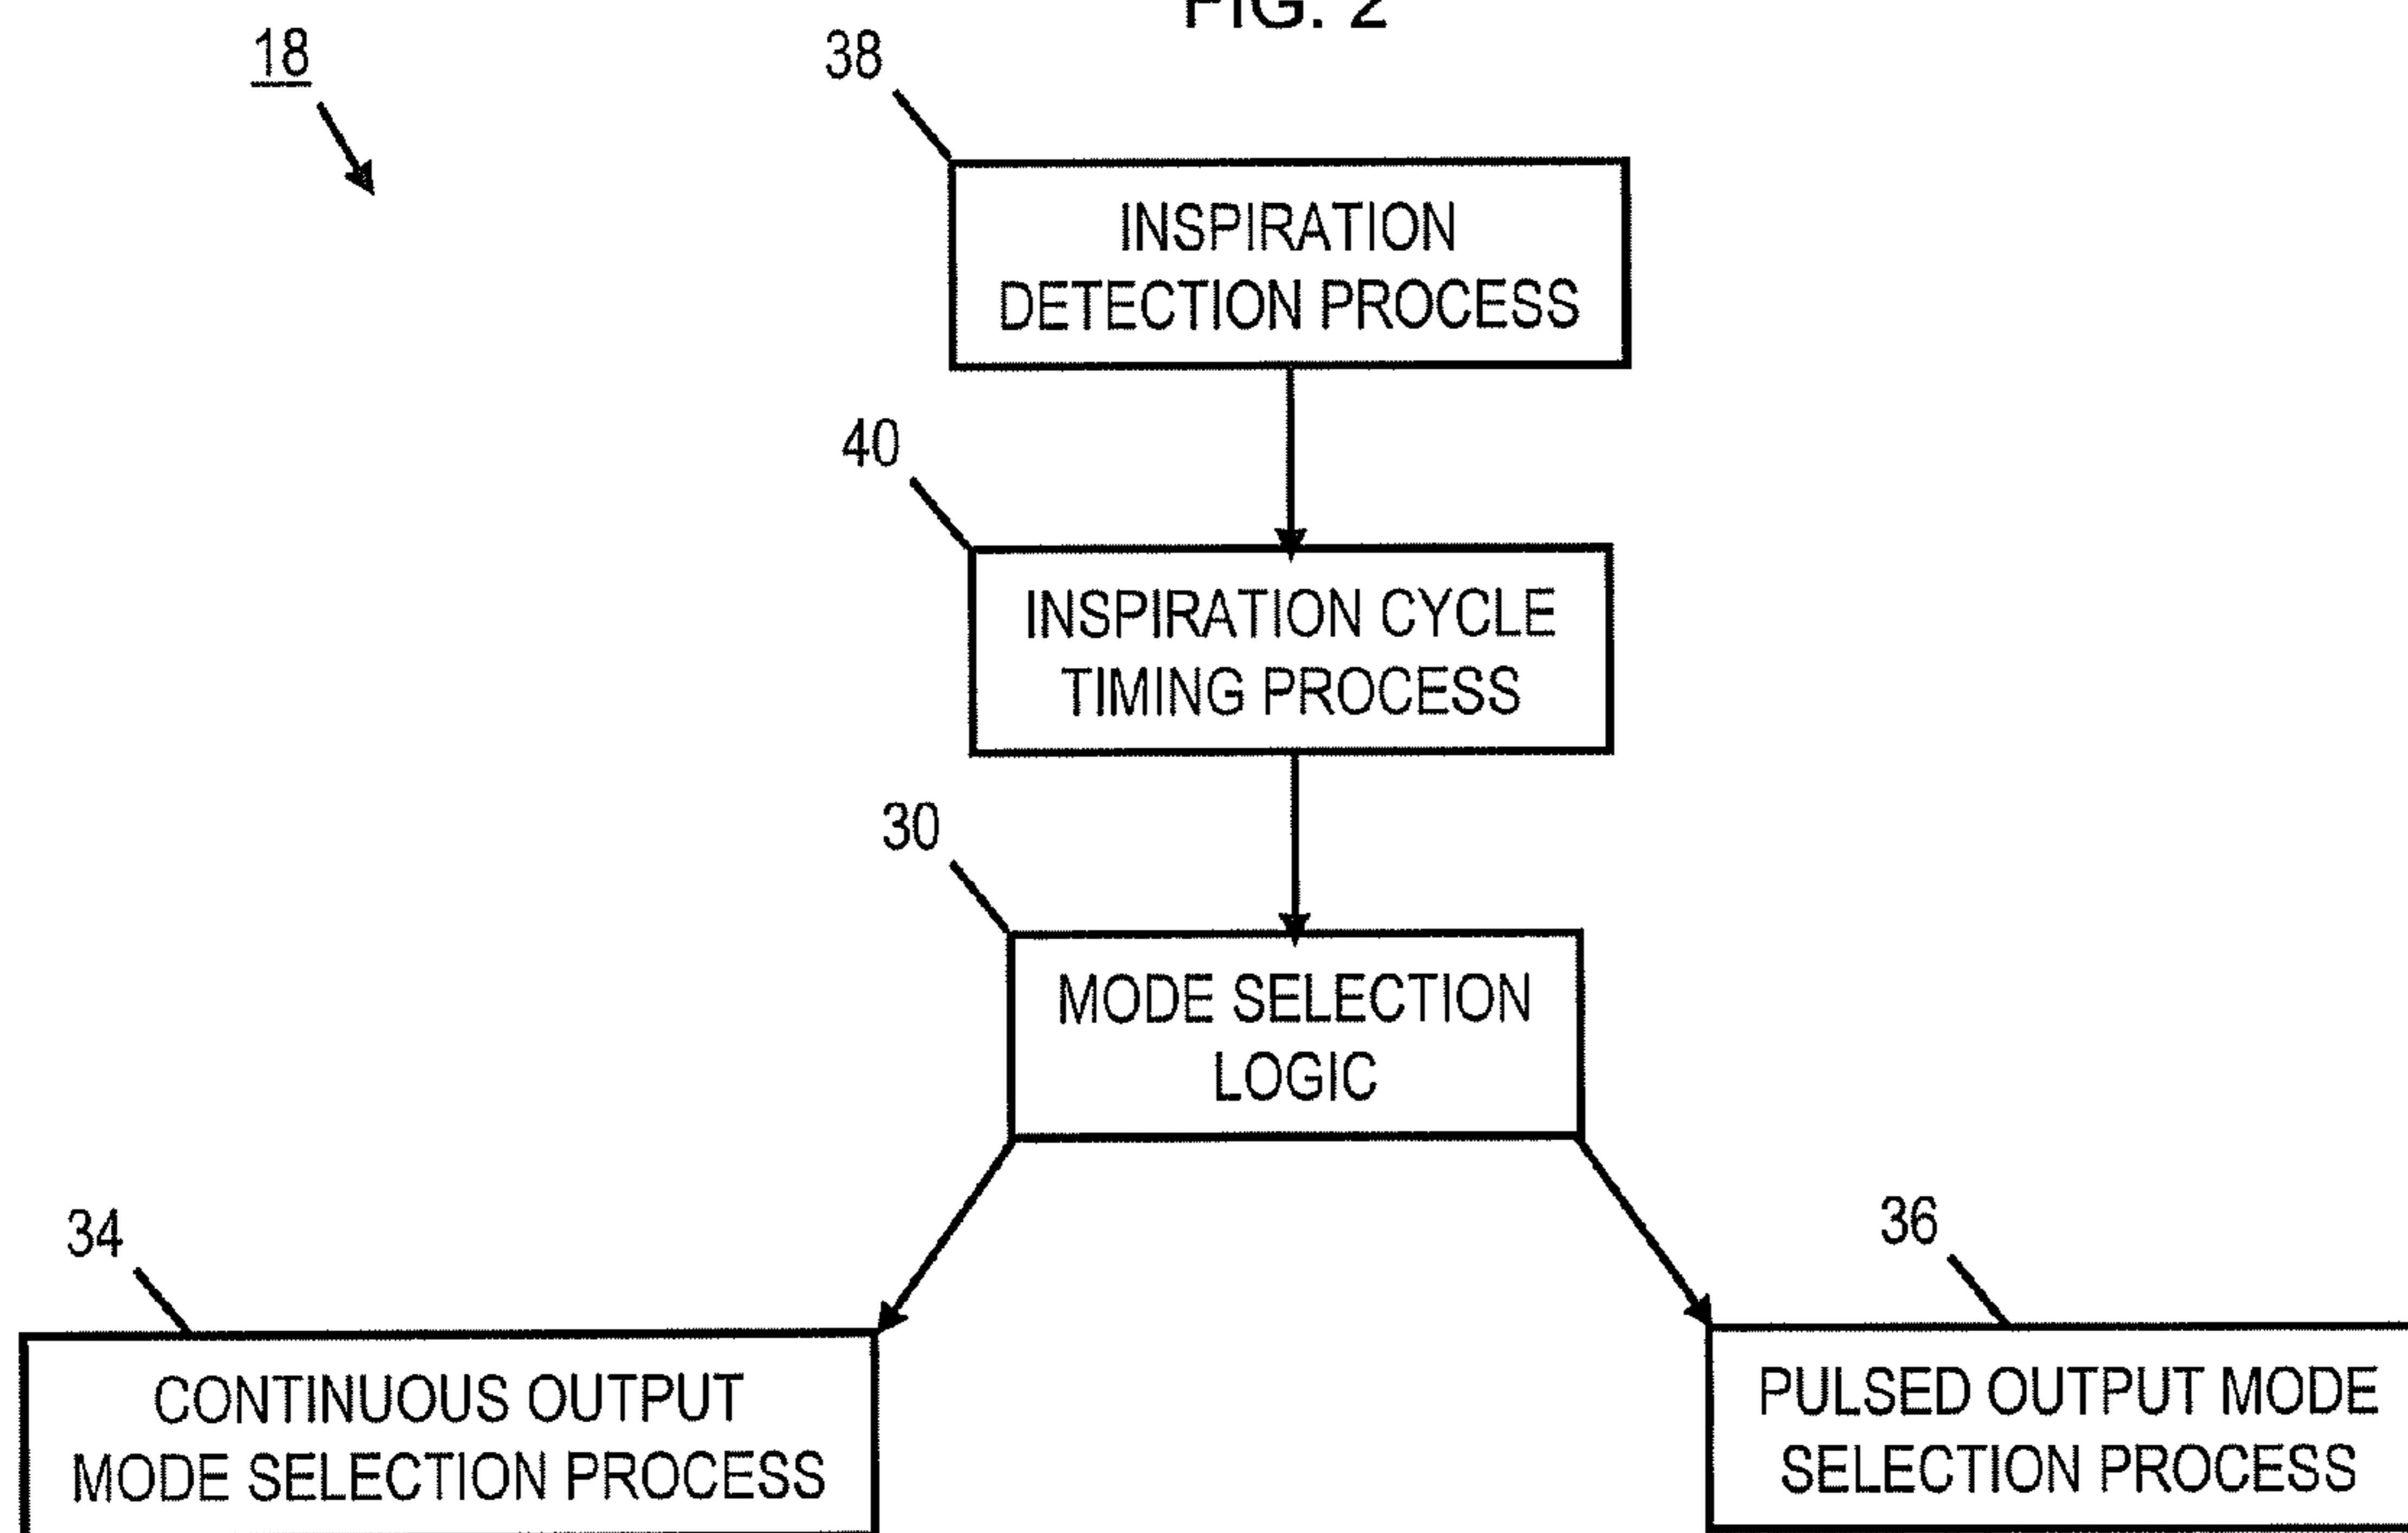 FIG. 2
18
38
INSPIRATION
DETECTION PROCESS
40
INSPIRATION CYCLE
TIMING PROCESS
30
MODE SELECTION
LOGIC
34
CONTINUOUS OUTPUT
MODE SELECTION PROCESS
36
PULSED OUTPUT MODE
SELECTION PROCESS